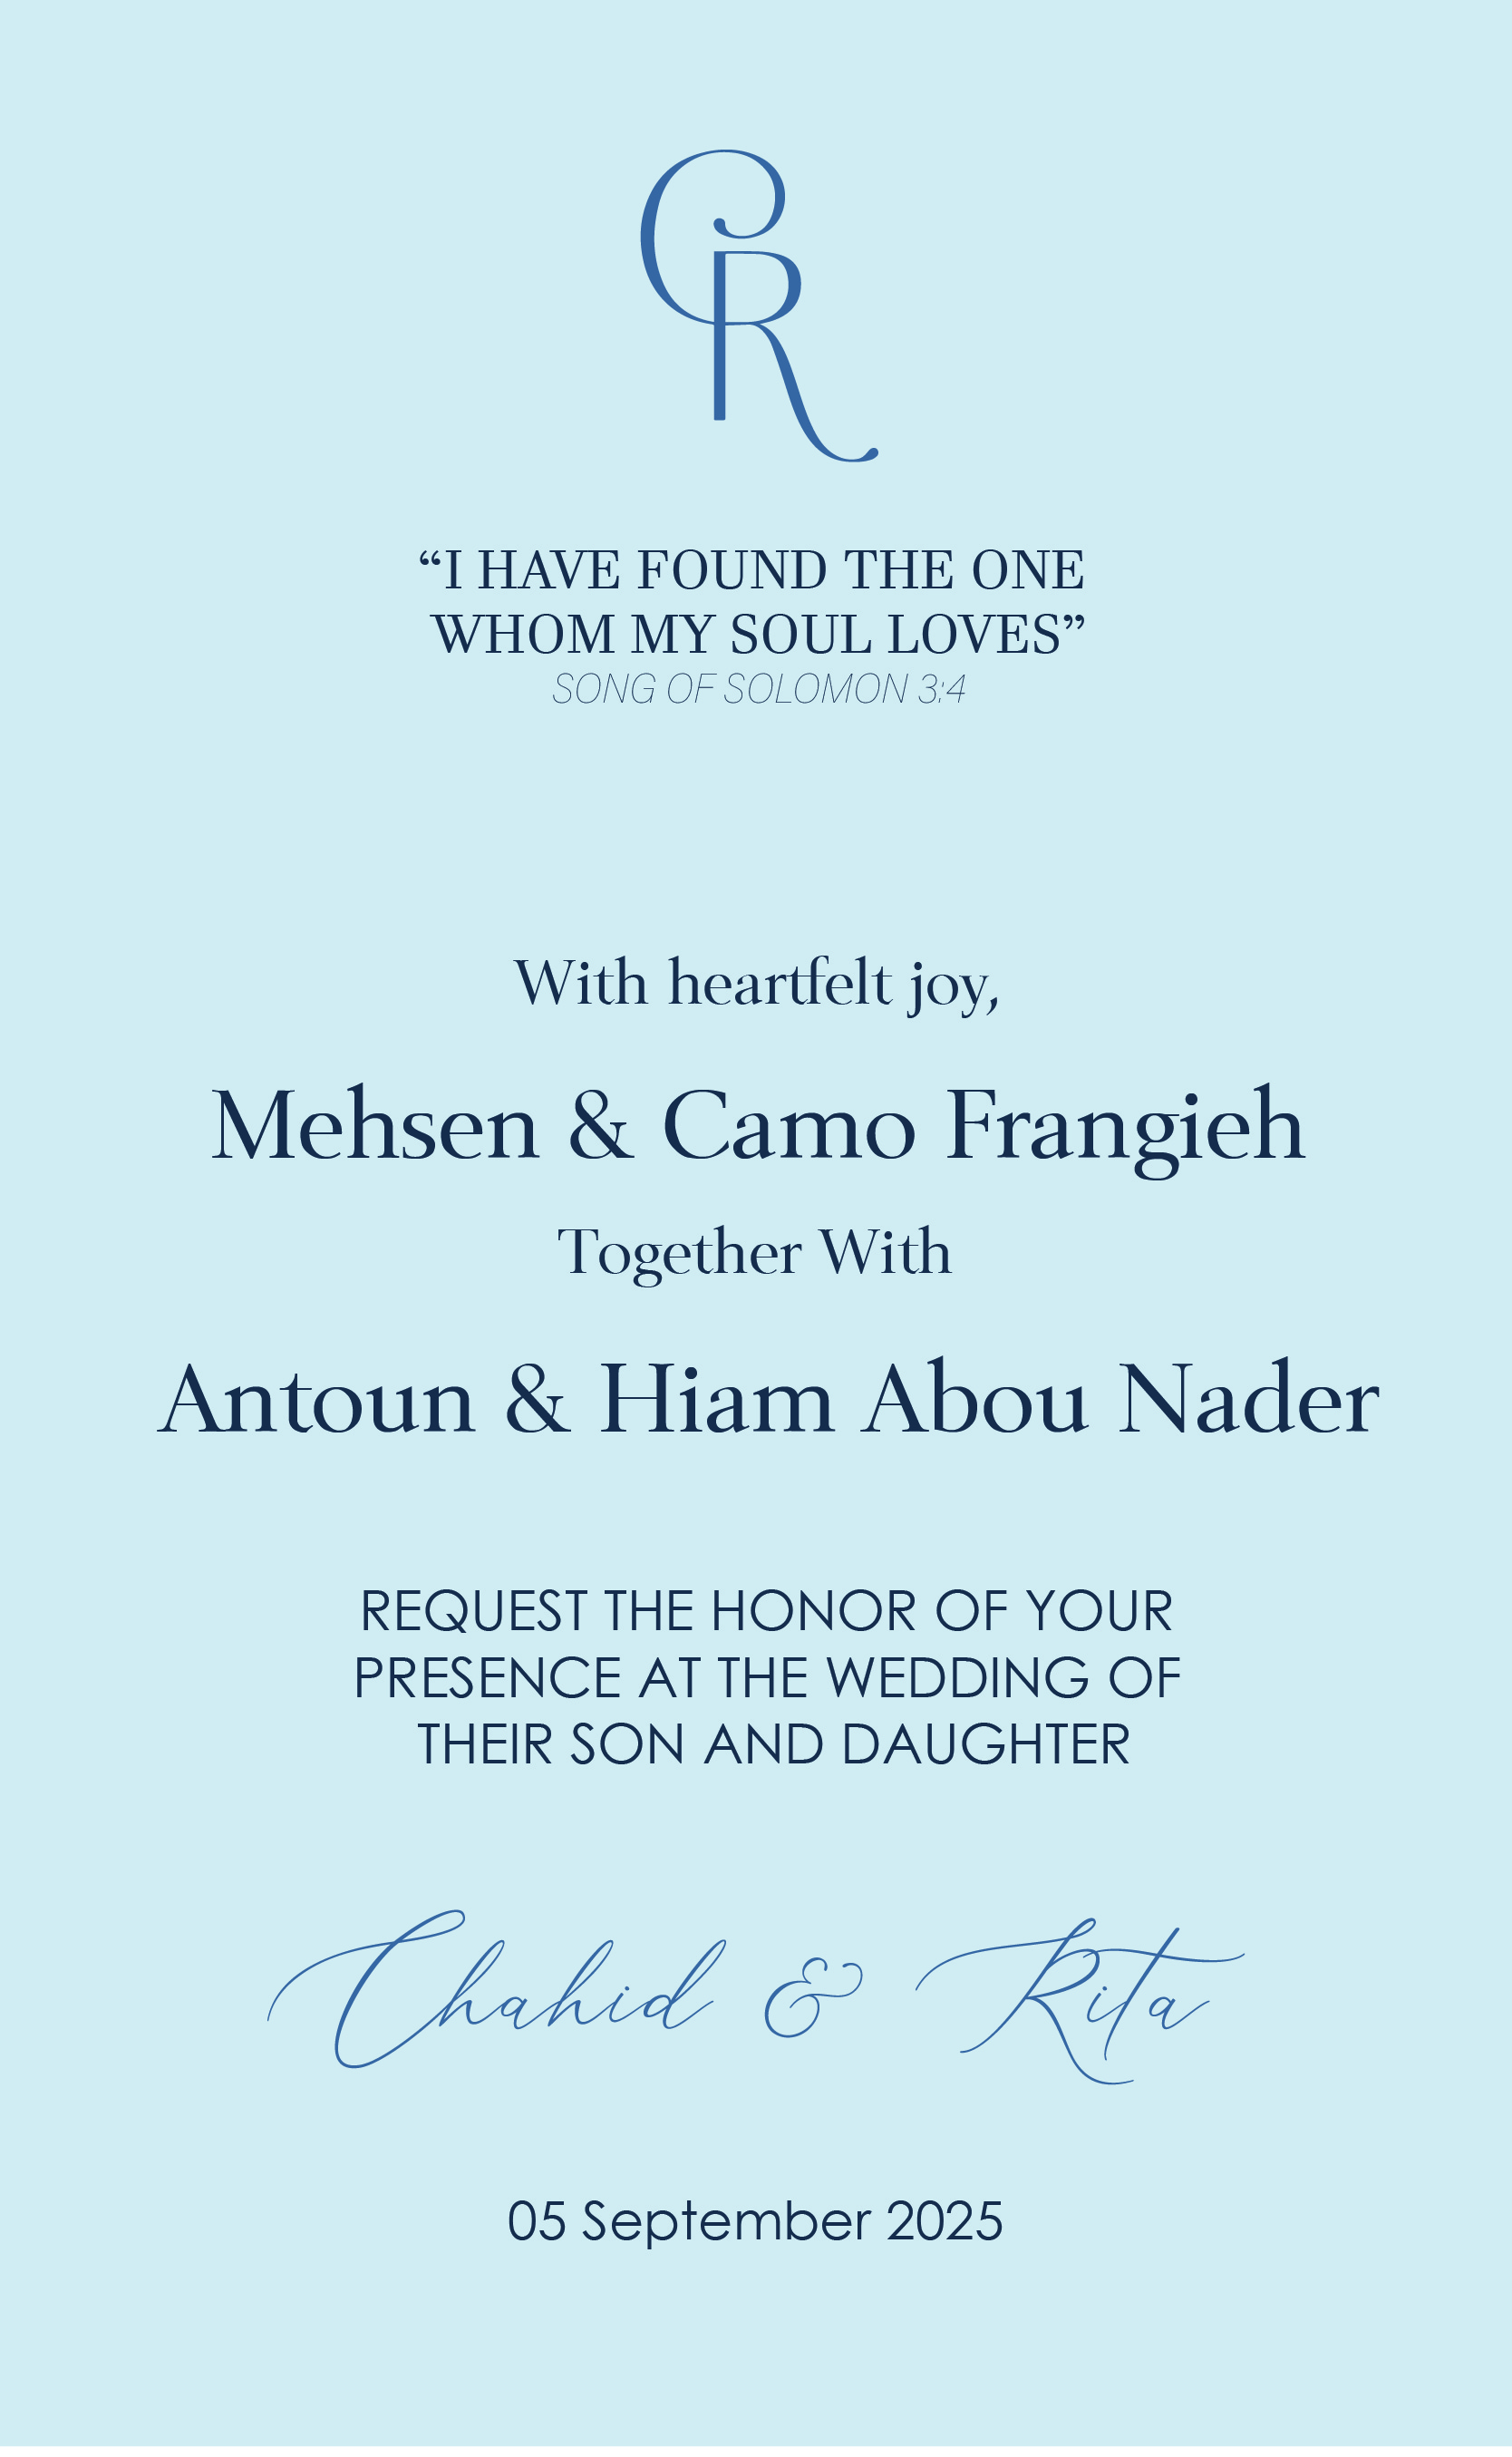 CR
“I HAVE FOUND THE ONE
WHOM MY SOUL LOVES”
SONG OF SOLOMON 3:4
With heartfelt joy,
Mehsen & Camo Frangieh
Together With
Antoun & Hiam Abou Nader
REQUEST THE HONOR OF YOUR
PRESENCE AT THE WEDDING OF
THEIR SON AND DAUGHTER
Chahid & Rita
05 September 2025